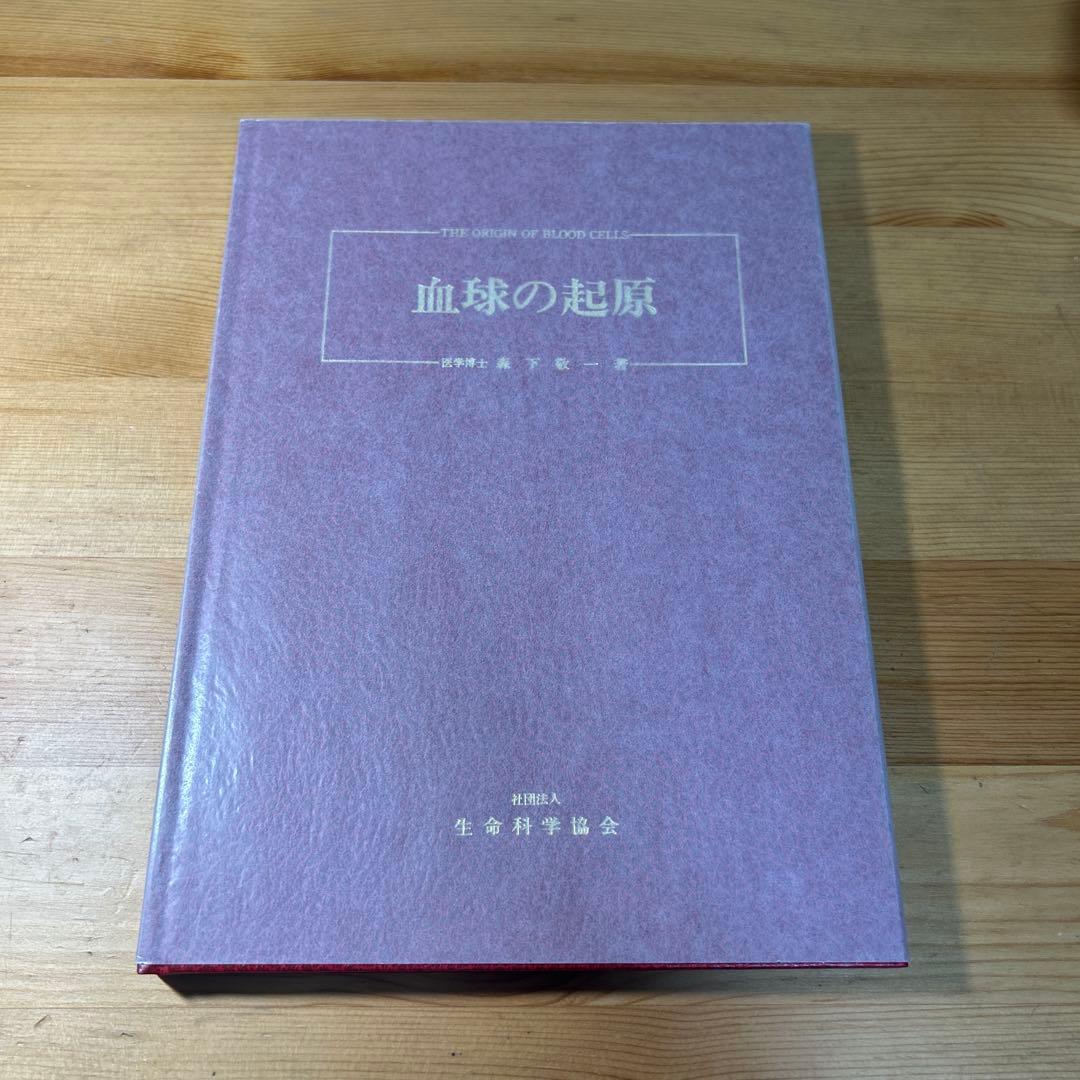 THE ORIGIN OF BLOOD CELLS
血球の起原
医学博士 森下敬一 著
社団法人
生命科学協会